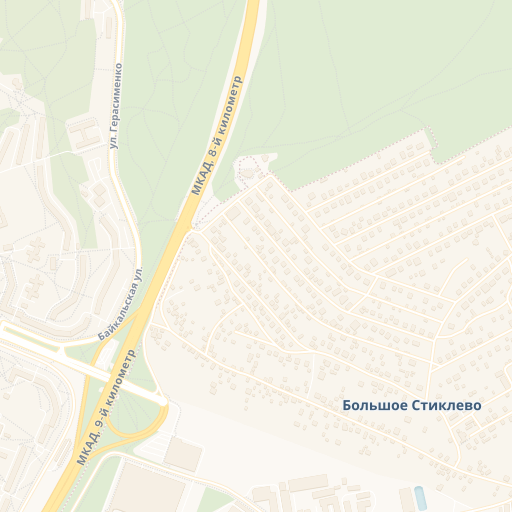 ул. Герасименко
МКАД, 8-й километр
Байкальская ул.
МКАД, 9-й километр
Большое Стиклево